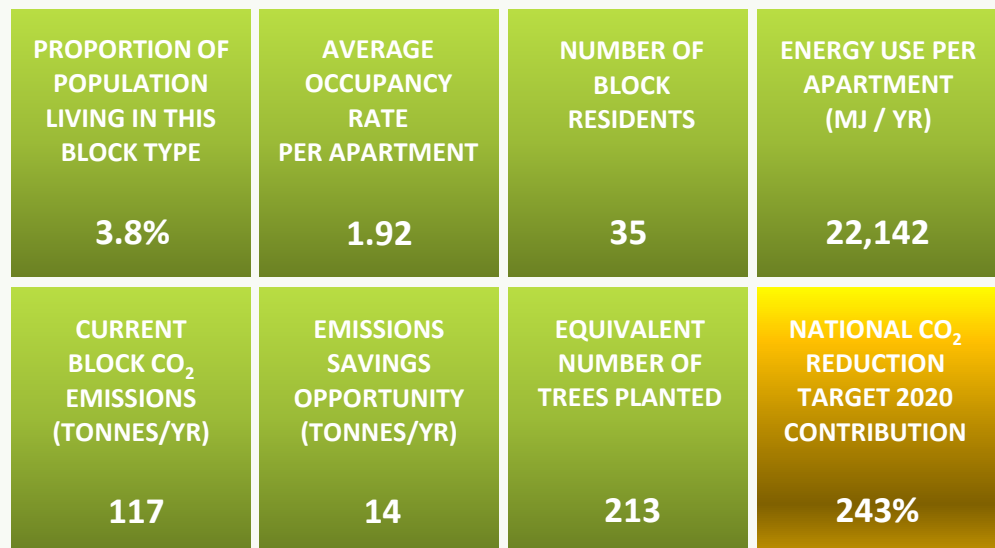 PROPORTION OF
POPULATION
LIVING IN THIS
BLOCK TYPE
3.8%
AVERAGE
OCCUPANCY
RATE
PER APARTMENT
1.92
NUMBER OF
BLOCK
RESIDENTS
35
ENERGY USE PER
APARTMENT
(MJ / YR)
22,142
CURRENT
BLOCK CO₂
EMISSIONS
(TONNES/YR)
117
EMISSIONS
SAVINGS
OPPORTUNITY
(TONNES/YR)
14
EQUIVALENT
NUMBER OF
TREES PLANTED
213
NATIONAL CO₂
REDUCTION
TARGET 2020
CONTRIBUTION
243%